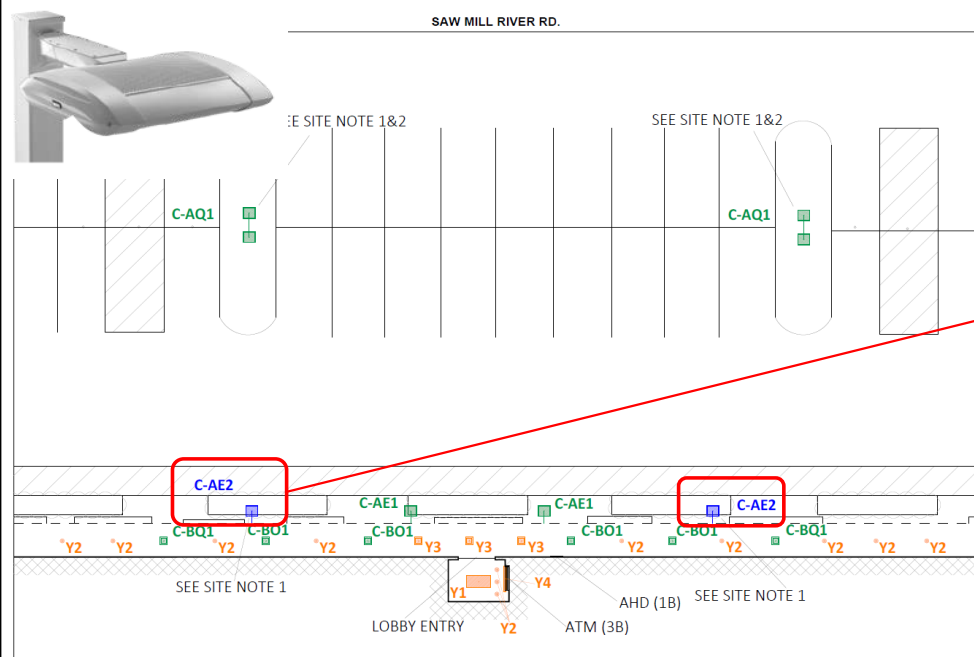 SAW MILL RIVER RD.
EE SITE NOTE 1&2
SEE SITE NOTE 1&2
C-AQ1
C-AQ1
C-AE2
C-AE1
C-AE1
C-AE2
Y2
Y2
C-BQ1
Y2
C-BO1
Y2
C-BO1
Y3
Y3
Y3
C-BO1
Y2
C-BO1
Y2
C-BQ1
Y2
Y2
Y2
SEE SITE NOTE 1
Y1
Y4
AHD (1B)
SEE SITE NOTE 1
LOBBY ENTRY
Y2
ATM (3B)